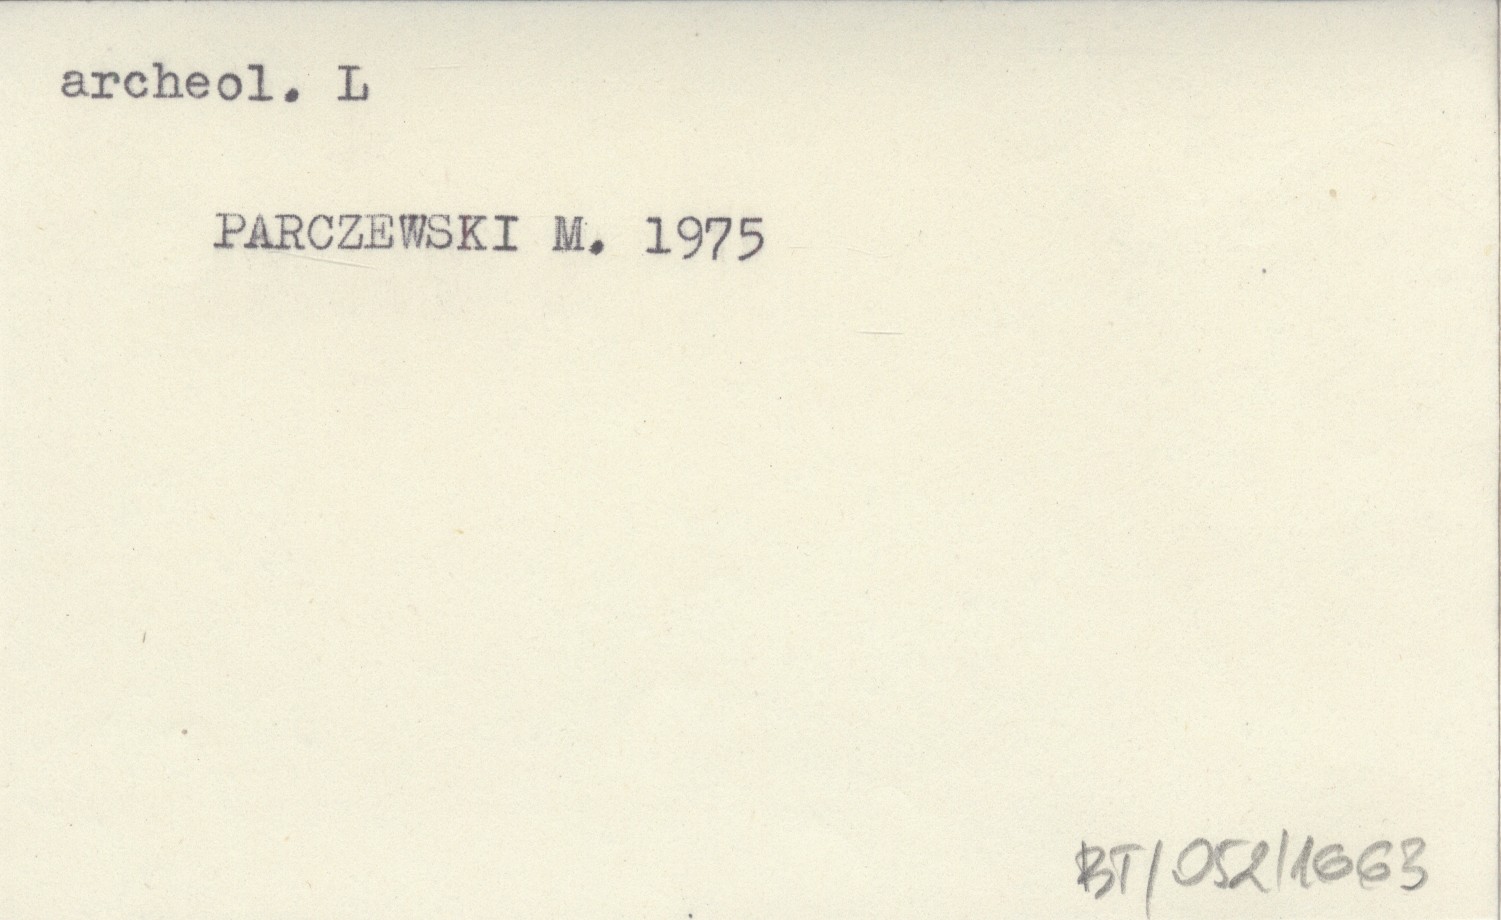 archeol. L
PARCZEWSKI M. 1975
BT/052/1663